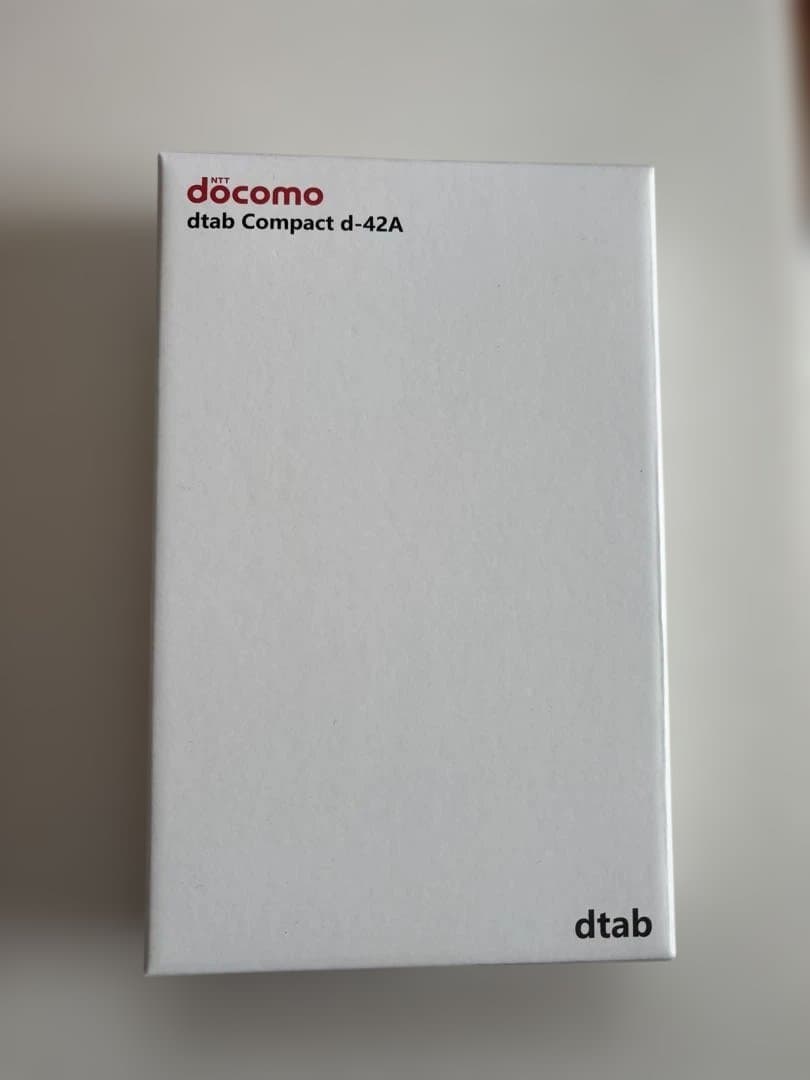 NTT
docomo
dtab Compact d-42A
dtab